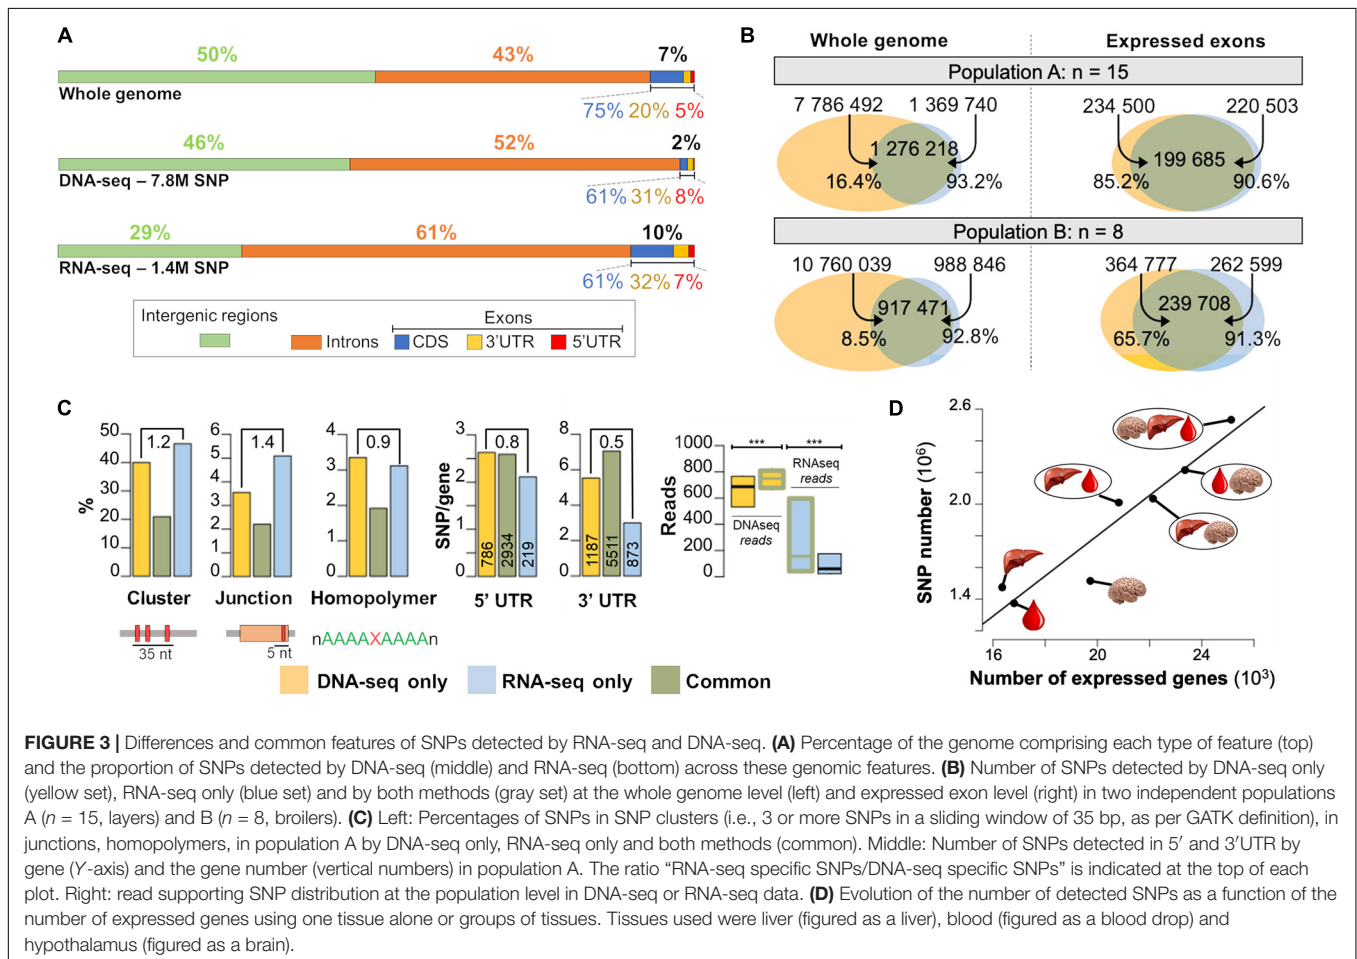 A
50%
43%
7%
Whole genome
75% 20% 5%
46%
52%
2%
DNA-seq – 7.8M SNP
61% 31% 8%
29%
61%
10%
RNA-seq – 1.4M SNP
61% 32% 7%
Intergenic regions
Exons
Introns
CDS
3'UTR
5'UTR
B
Whole genome
Expressed exons
Population A: n = 15
7 786 492
1 369 740
234 500
220 503
1 276 218
199 685
16.4%
93.2%
85.2%
90.6%
Population B: n = 8
10 760 039
988 846
364 777
262 599
917 471
239 708
8.5%
92.8%
65.7%
91.3%
C
%
50
40
30
20
10
0
1.2
Cluster
35 nt
6
5
4
3
2
1
0
1.4
Junction
5 nt
4
3
2
1
0
0.9
Homopolymer
nAAAAXAAAAn
SNP/gene
3
2
1
0
0.8
786
2934
219
5' UTR
8
6
4
2
0
0.5
1187
5511
873
3' UTR
Reads
1000
800
600
400
200
0
***
***
RNAseq
reads
DNAseq
reads
DNA-seq only
RNA-seq only
Common
D
SNP number (10⁶)
2.6
2.0
1.4
16
20
24
Number of expressed genes (10³)
FIGURE 3 | Differences and common features of SNPs detected by RNA-seq and DNA-seq. (A) Percentage of the genome comprising each type of feature (top)
and the proportion of SNPs detected by DNA-seq (middle) and RNA-seq (bottom) across these genomic features. (B) Number of SNPs detected by DNA-seq only
(yellow set), RNA-seq only (blue set) and by both methods (gray set) at the whole genome level (left) and expressed exon level (right) in two independent populations
A (n = 15, layers) and B (n = 8, broilers). (C) Left: Percentages of SNPs in SNP clusters (i.e., 3 or more SNPs in a sliding window of 35 bp, as per GATK definition), in
junctions, homopolymers, in population A by DNA-seq only, RNA-seq only and both methods (common). Middle: Number of SNPs detected in 5′ and 3′UTR by
gene (Y-axis) and the gene number (vertical numbers) in population A. The ratio “RNA-seq specific SNPs/DNA-seq specific SNPs” is indicated at the top of each
plot. Right: read supporting SNP distribution at the population level in DNA-seq or RNA-seq data. (D) Evolution of the number of detected SNPs as a function of the
number of expressed genes using one tissue alone or groups of tissues. Tissues used were liver (figured as a liver), blood (figured as a blood drop) and
hypothalamus (figured as a brain).